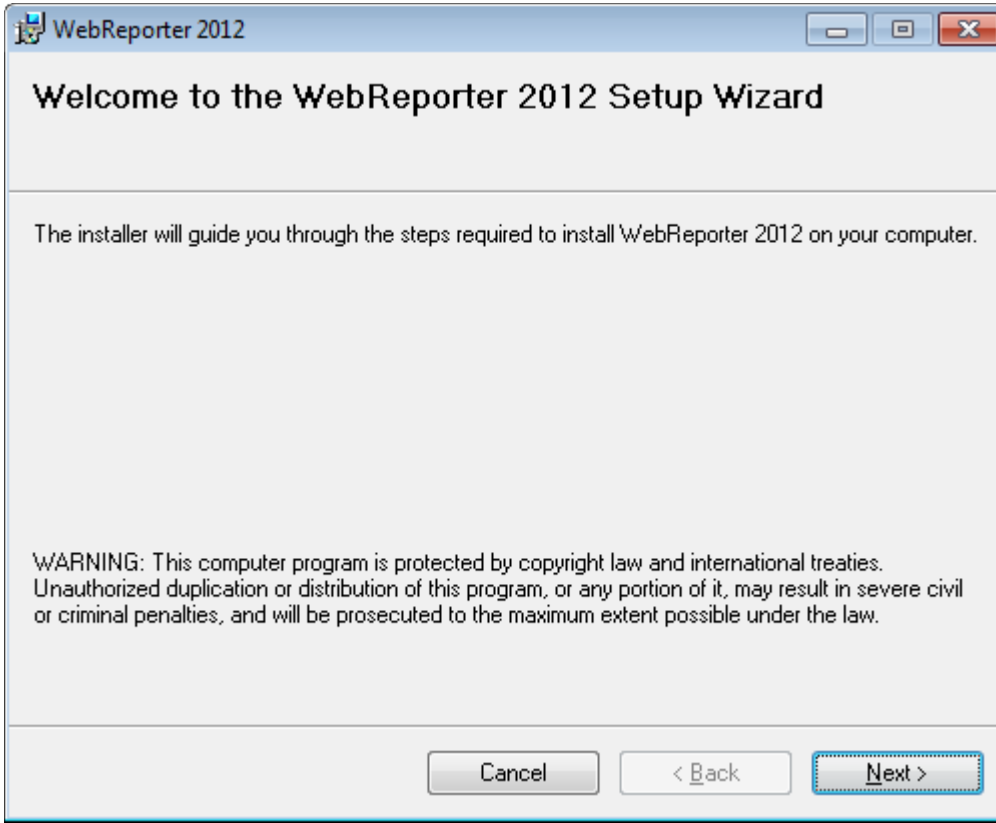 WebReporter 2012
Welcome to the WebReporter 2012 Setup Wizard
The installer will guide you through the steps required to install WebReporter 2012 on your computer.
WARNING: This computer program is protected by copyright law and international treaties.
Unauthorized duplication or distribution of this program, or any portion of it, may result in severe civil
or criminal penalties, and will be prosecuted to the maximum extent possible under the law.
Cancel < Back Next >